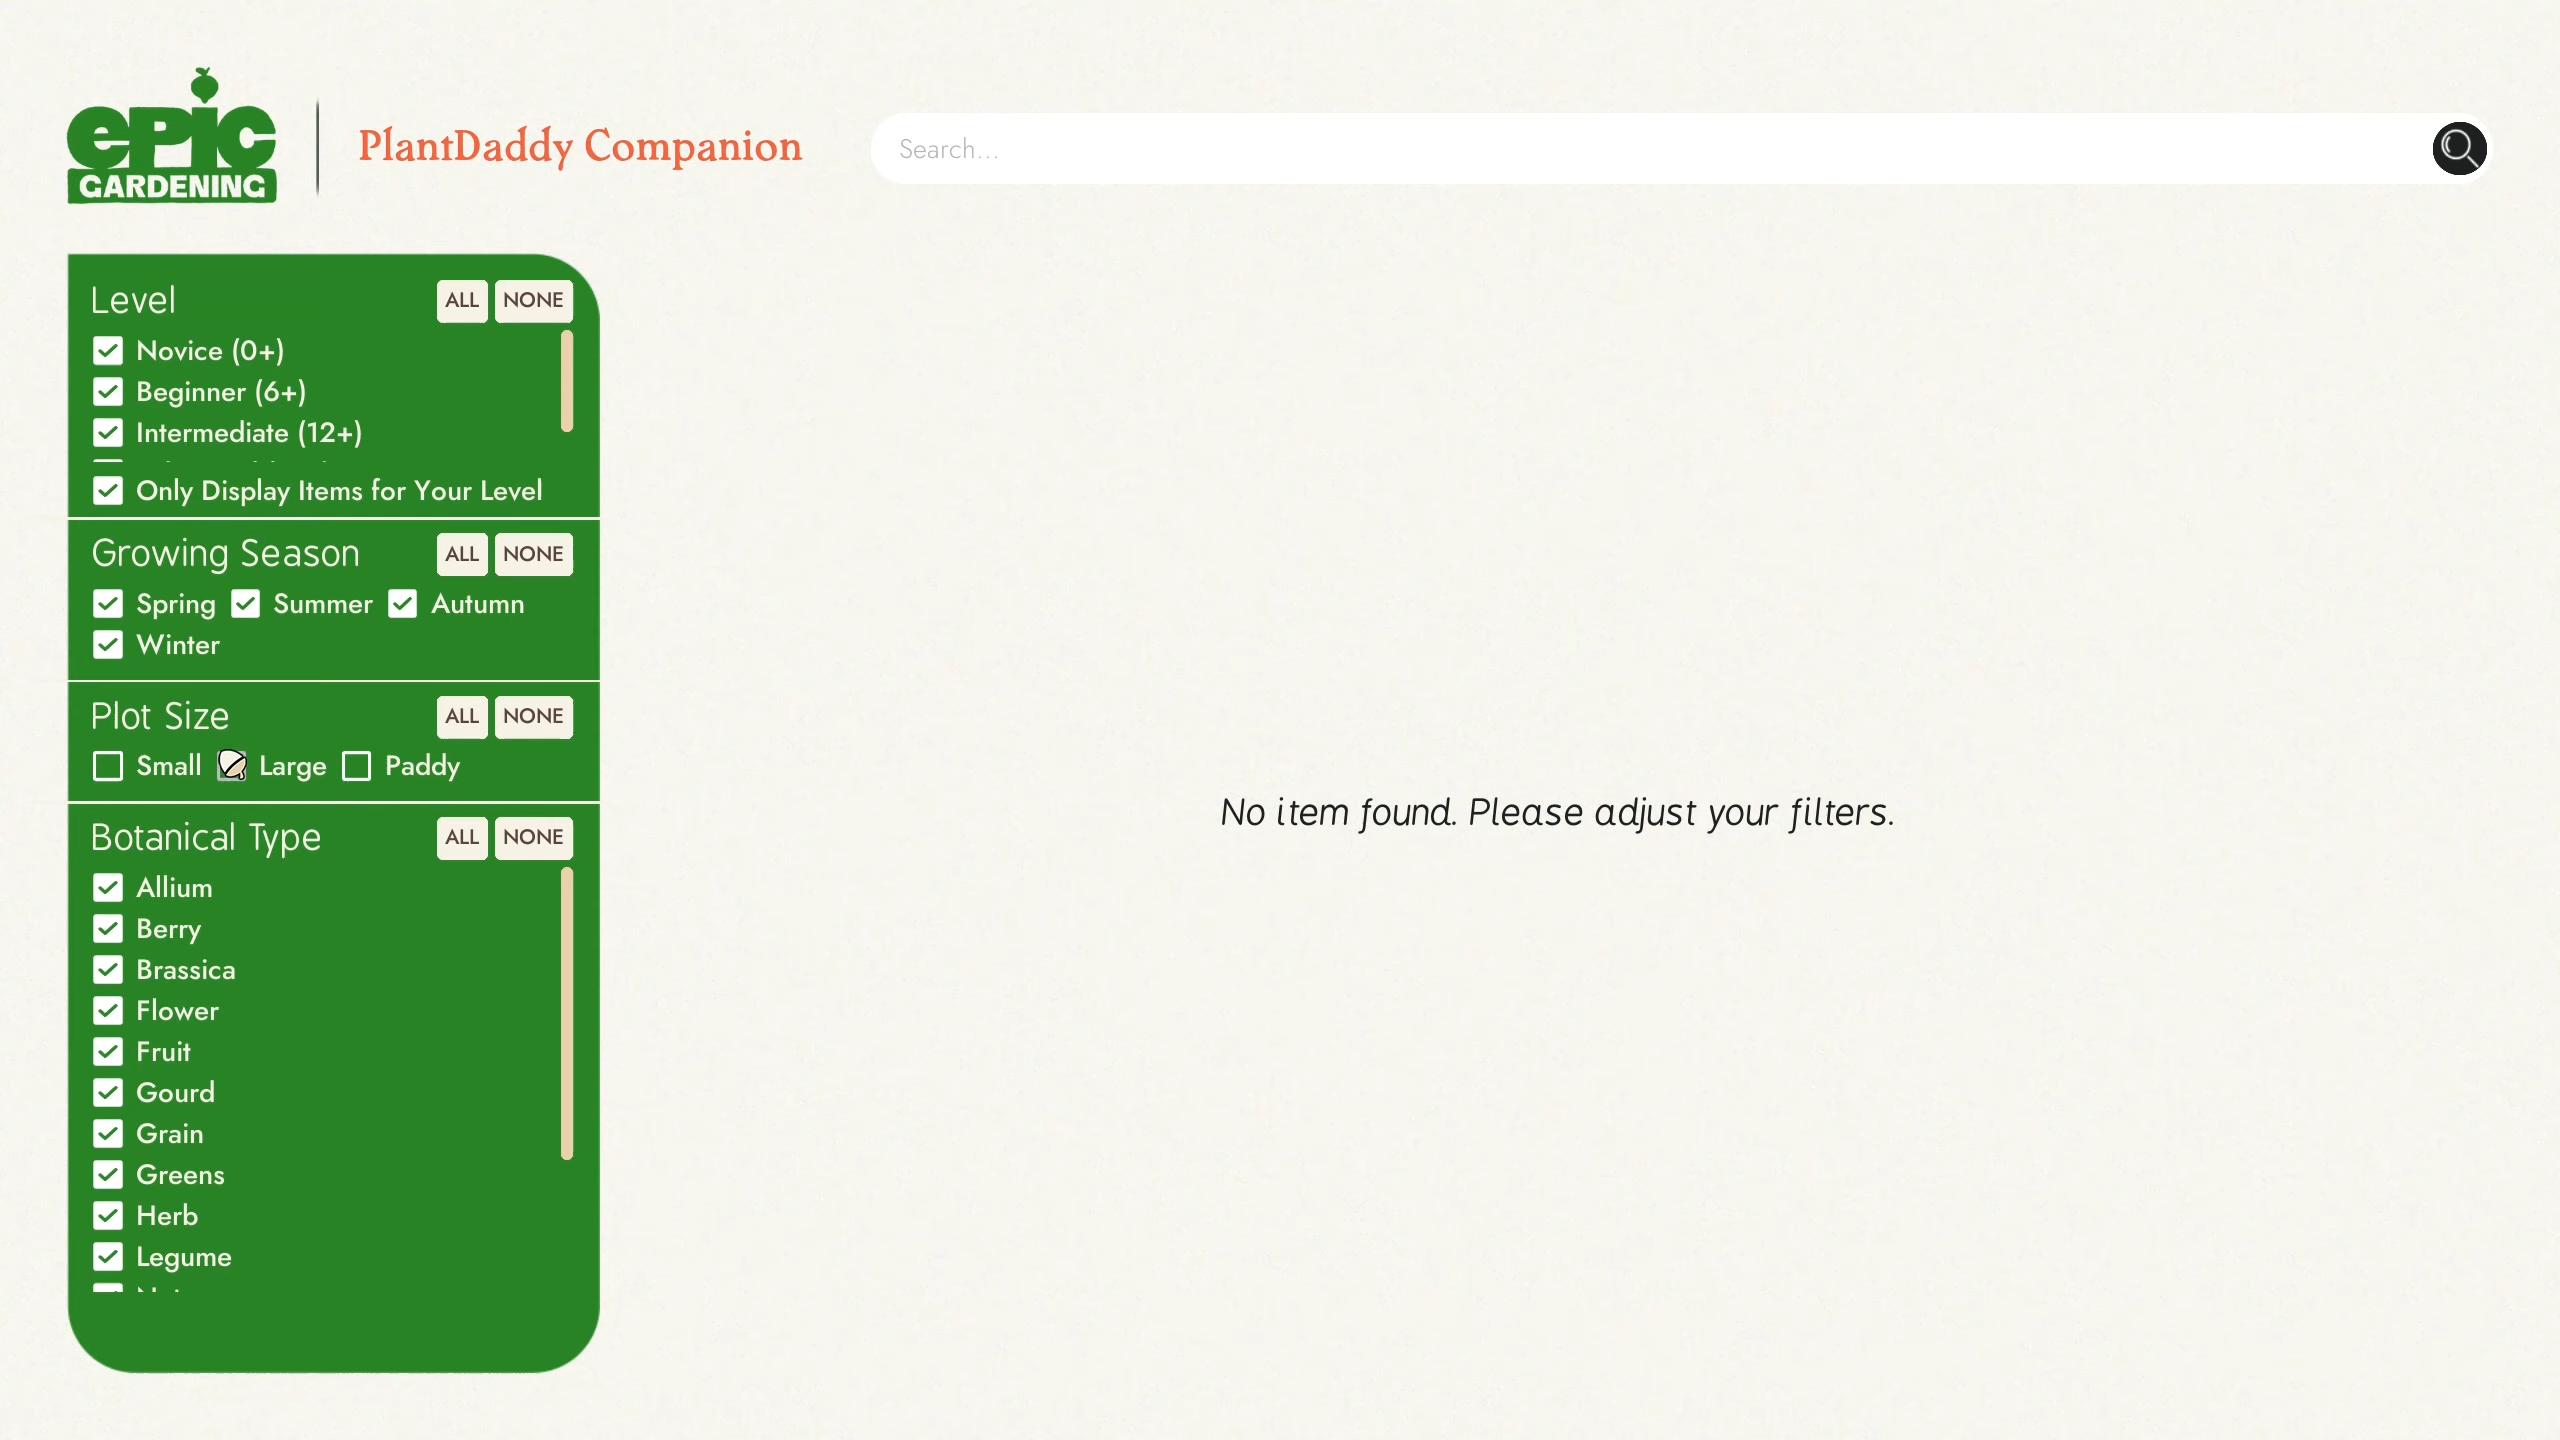 epic
GARDENING
PlantDaddy Companion
Search...
Level
ALL
NONE
Novice (0+)
Beginner (6+)
Intermediate (12+)
Only Display Items for Your Level
Growing Season
ALL
NONE
Spring
Summer
Autumn
Winter
Plot Size
ALL
NONE
Small
Large
Paddy
No item found. Please adjust your filters.
Botanical Type
ALL
NONE
Allium
Berry
Brassica
Flower
Fruit
Gourd
Grain
Greens
Herb
Legume